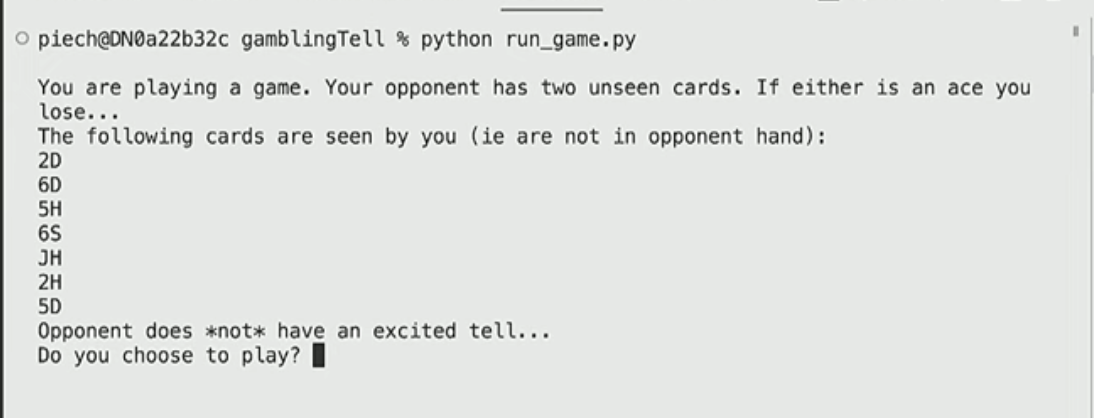 piech@DN0a22b32c gamblingTell % python run_game.py
You are playing a game. Your opponent has two unseen cards. If either is an ace you
lose...
The following cards are seen by you (ie are not in opponent hand):
2D
6D
5H
6S
JH
2H
5D
Opponent does *not* have an excited tell...
Do you choose to play?